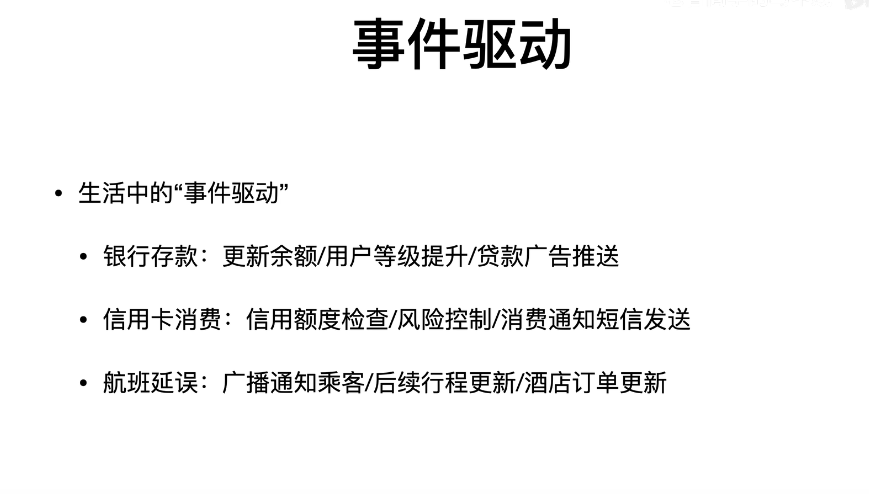 事件驱动
• 生活中的“事件驱动”
• 银行存款：更新余额/用户等级提升/贷款广告推送
• 信用卡消费：信用额度检查/风险控制/消费通知短信发送
• 航班延误：广播通知乘客/后续行程更新/酒店订单更新